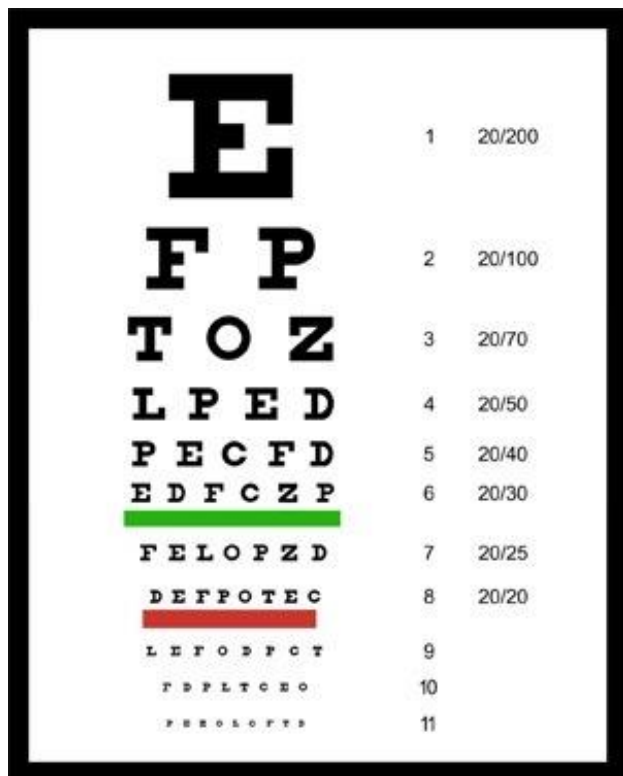 E 1 20/200
F P 2 20/100
T O Z 3 20/70
L P E D 4 20/50
P E C F D 5 20/40
E D F C Z P 6 20/30
F E L O P Z D 7 20/25
D E F P O T E C 8 20/20
L E F O D P C T 9
F D P L T C E O 10
11